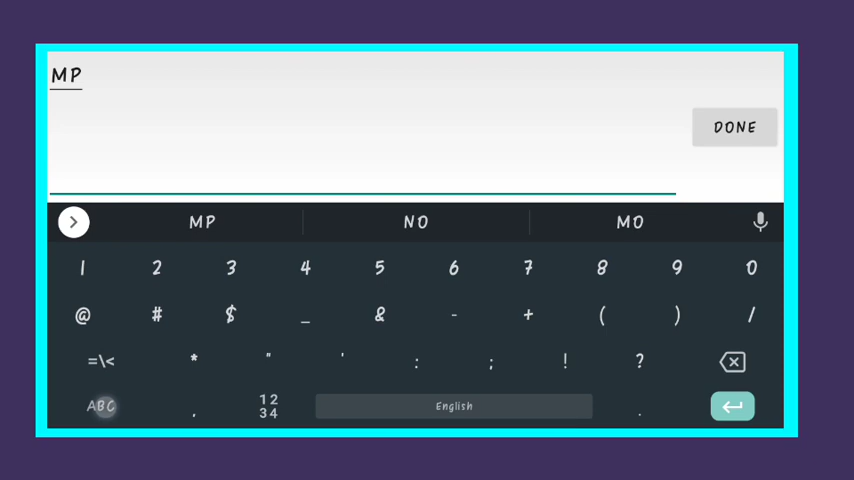 MP
DONE
MP NO MO
1 2 3 4 5 6 7 8 9 0
@ # $ _ & - + ( ) /
=\< * " ' : ; ! ?
ABC , 12 English .
34